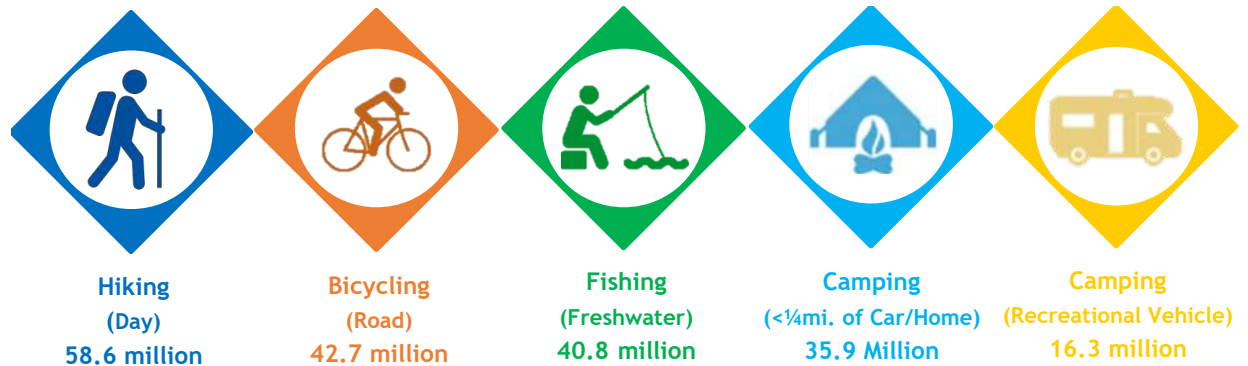 Hiking
(Day)
58.6 million
Bicycling
(Road)
42.7 million
Fishing
(Freshwater)
40.8 million
Camping
(<¼mi. of Car/Home)
35.9 Million
Camping
(Recreational Vehicle)
16.3 million